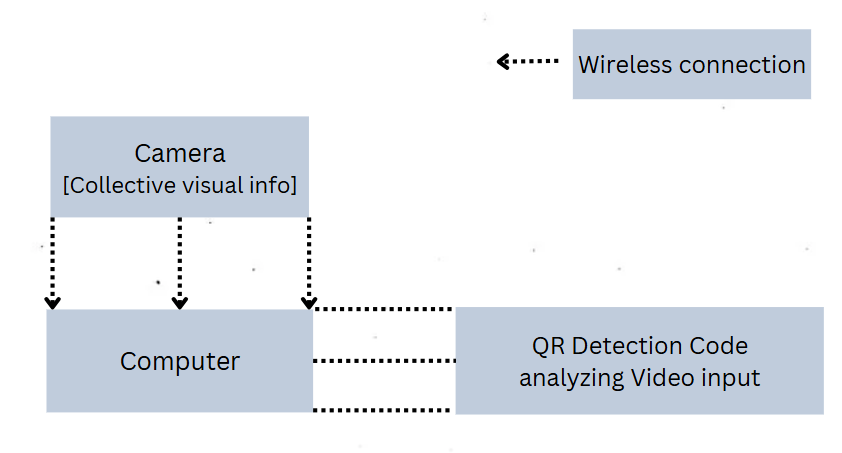 Wireless connection
Camera
[Collective visual info]
Computer
QR Detection Code
analyzing Video input